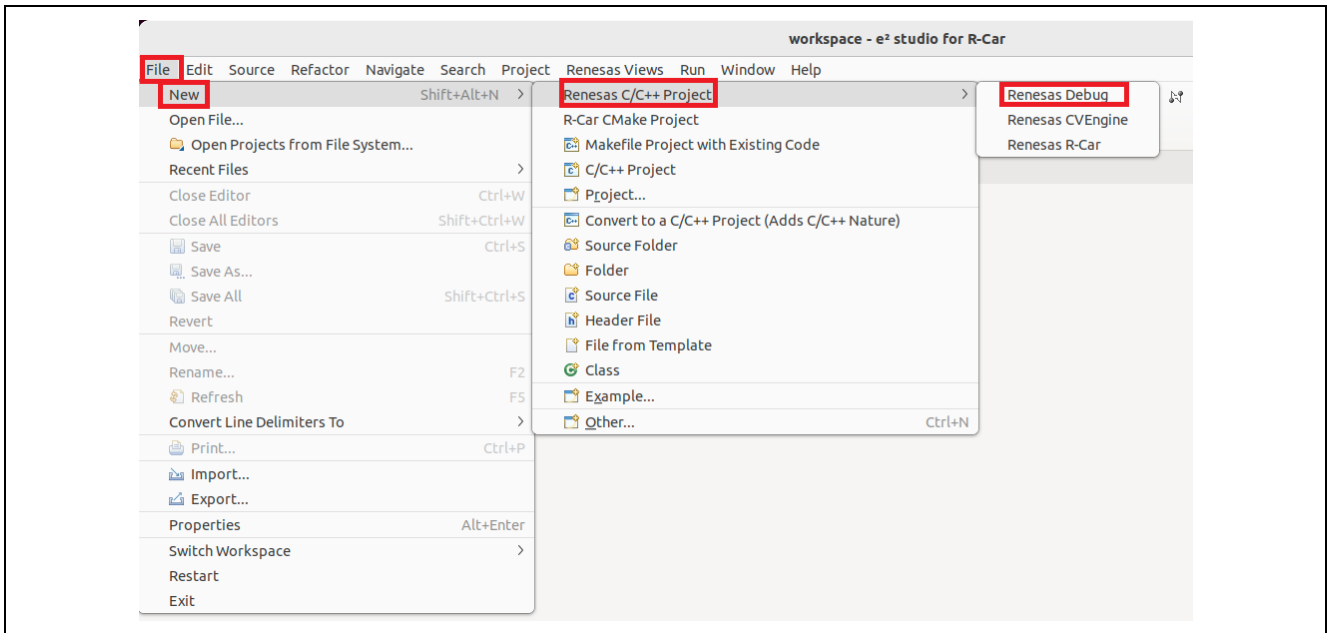 workspace - e² studio for R-Car
File Edit Source Refactor Navigate Search Project Renesas Views Run Window Help
New Shift+Alt+N >
Open File...
Open Projects from File System...
Recent Files >
Close Editor Ctrl+W
Close All Editors Shift+Ctrl+W
Save Ctrl+S
Save As...
Save All Shift+Ctrl+S
Revert
Move...
Rename... F2
Refresh F5
Convert Line Delimiters To >
Print... Ctrl+P
Import...
Export...
Properties Alt+Enter
Switch Workspace >
Restart
Exit
Renesas C/C++ Project >
R-Car CMake Project
Makefile Project with Existing Code
C/C++ Project
Project...
Convert to a C/C++ Project (Adds C/C++ Nature)
Source Folder
Folder
Source File
Header File
File from Template
Class
Example...
Other... Ctrl+N
Renesas Debug
Renesas CVEngine
Renesas R-Car